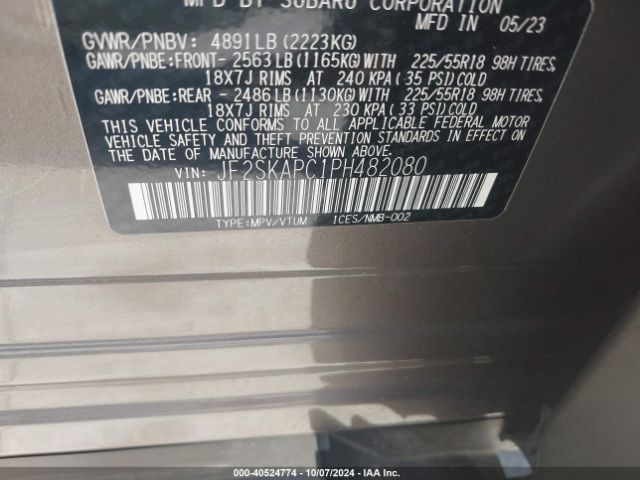 MFD BY SUBARU CORPORATION
MFD IN 05/23
GVWR/PNBV: 4891LB(2223KG)
GAWR/PNBE:FRONT-2563LB(1165KG)WITH 225/55R18 98H TIRES,
18X7J RIMS AT 240 KPA(35 PSI)COLD
GAWR/PNBE:REAR -2486LB(1130KG)WITH 225/55R18 98H TIRES,
18X7J RIMS AT 230 KPA(33 PSI)COLD
THIS VEHICLE CONFORMS TO ALL APPLICABLE FEDERAL MOTOR
VEHICLE SAFETY AND THEFT PREVENTION STANDARDS IN EFFECT
ON THE DATE OF MANUFACTURE SHOWN ABOVE.
VIN: JF2SKAPC1PH482080
TYPE:MPV/VTUM ICES/NMB-002
000-40524774 | 10/07/2024 | IAA Inc.